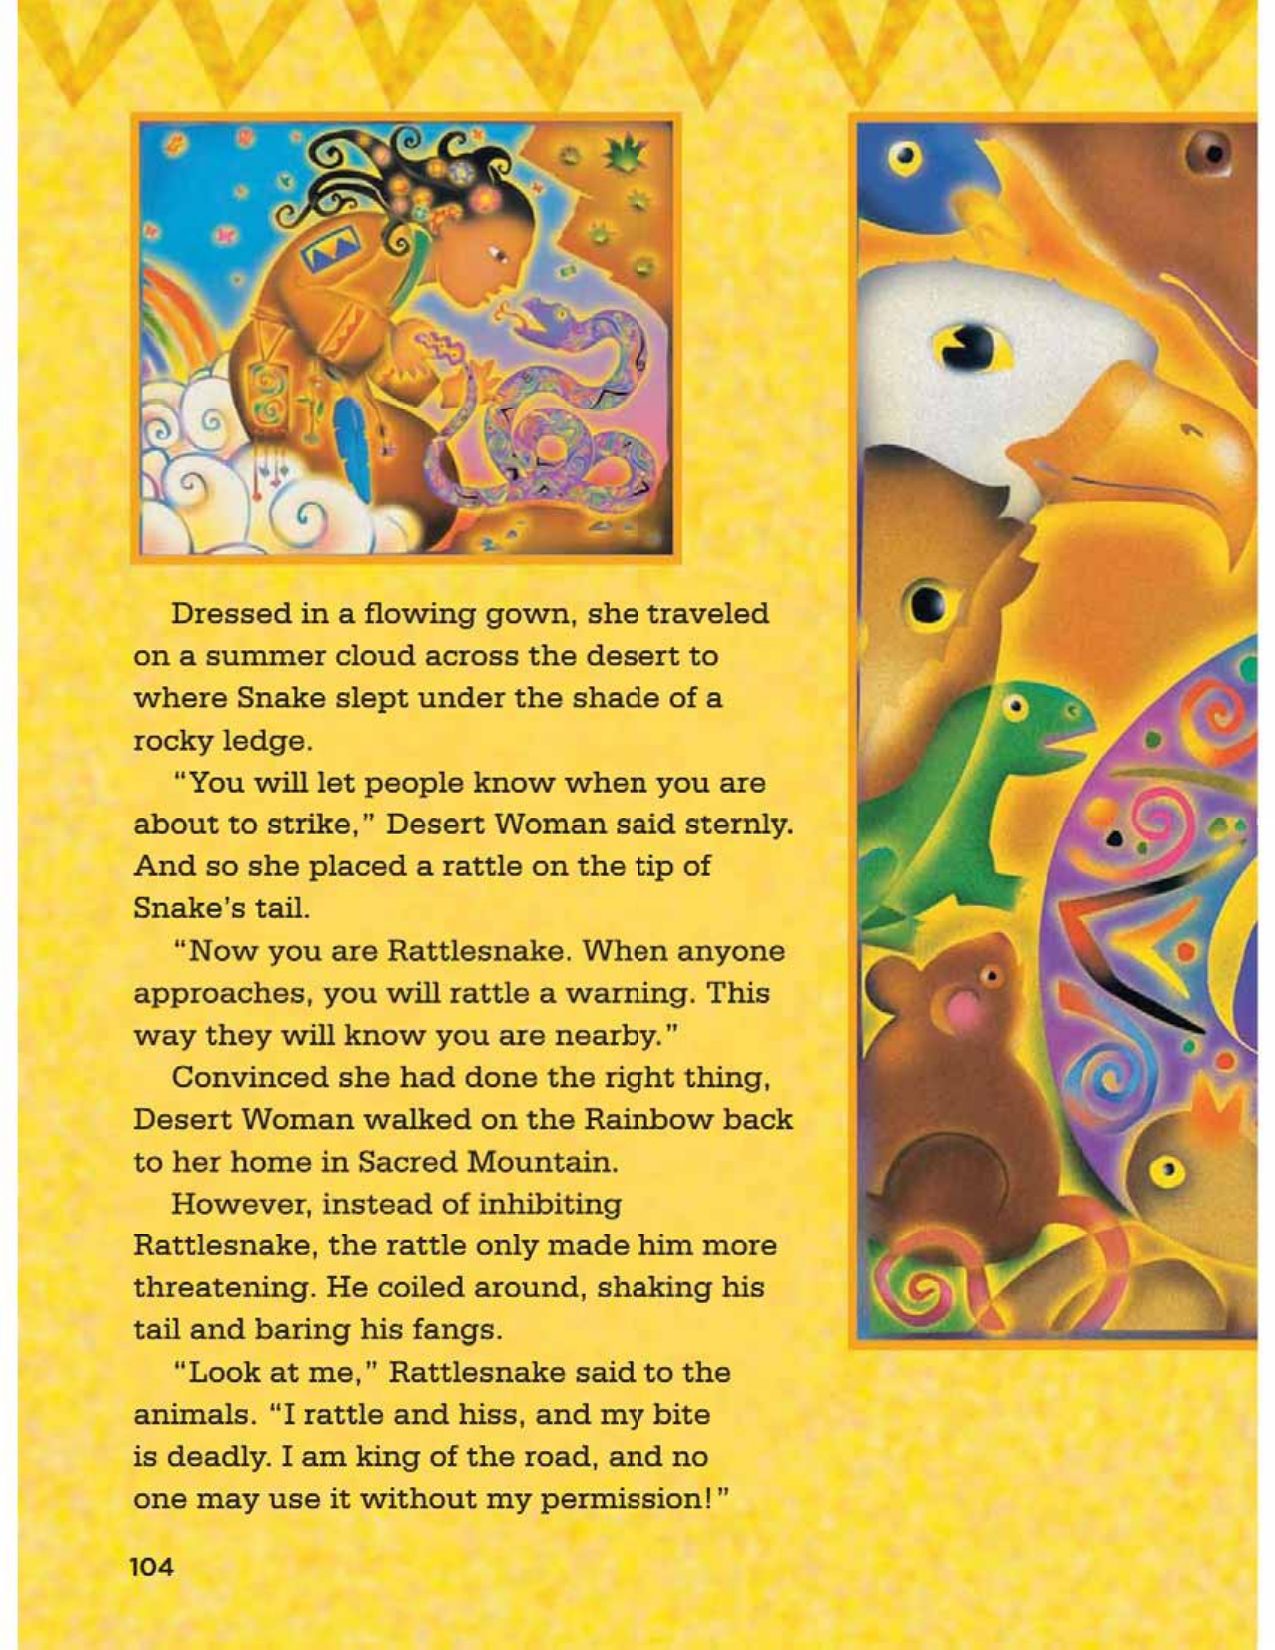 Dressed in a flowing gown, she traveled
on a summer cloud across the desert to
where Snake slept under the shade of a
rocky ledge.
“You will let people know when you are
about to strike,” Desert Woman said sternly.
And so she placed a rattle on the tip of
Snake’s tail.
“Now you are Rattlesnake. When anyone
approaches, you will rattle a warning. This
way they will know you are nearby.”
Convinced she had done the right thing,
Desert Woman walked on the Rainbow back
to her home in Sacred Mountain.
However, instead of inhibiting
Rattlesnake, the rattle only made him more
threatening. He coiled around, shaking his
tail and baring his fangs.
“Look at me,” Rattlesnake said to the
animals. “I rattle and hiss, and my bite
is deadly. I am king of the road, and no
one may use it without my permission!”
104